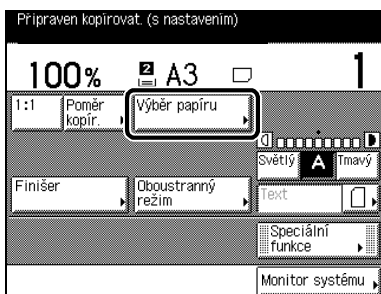 Připraven kopírovat. (s nastavením)
100% 2 A3 1
1:1 Poměr kopír. Výběr papíru
Světlý A Tmavý
Finišer Oboustranný režim Text
Speciální funkce
Monitor systému